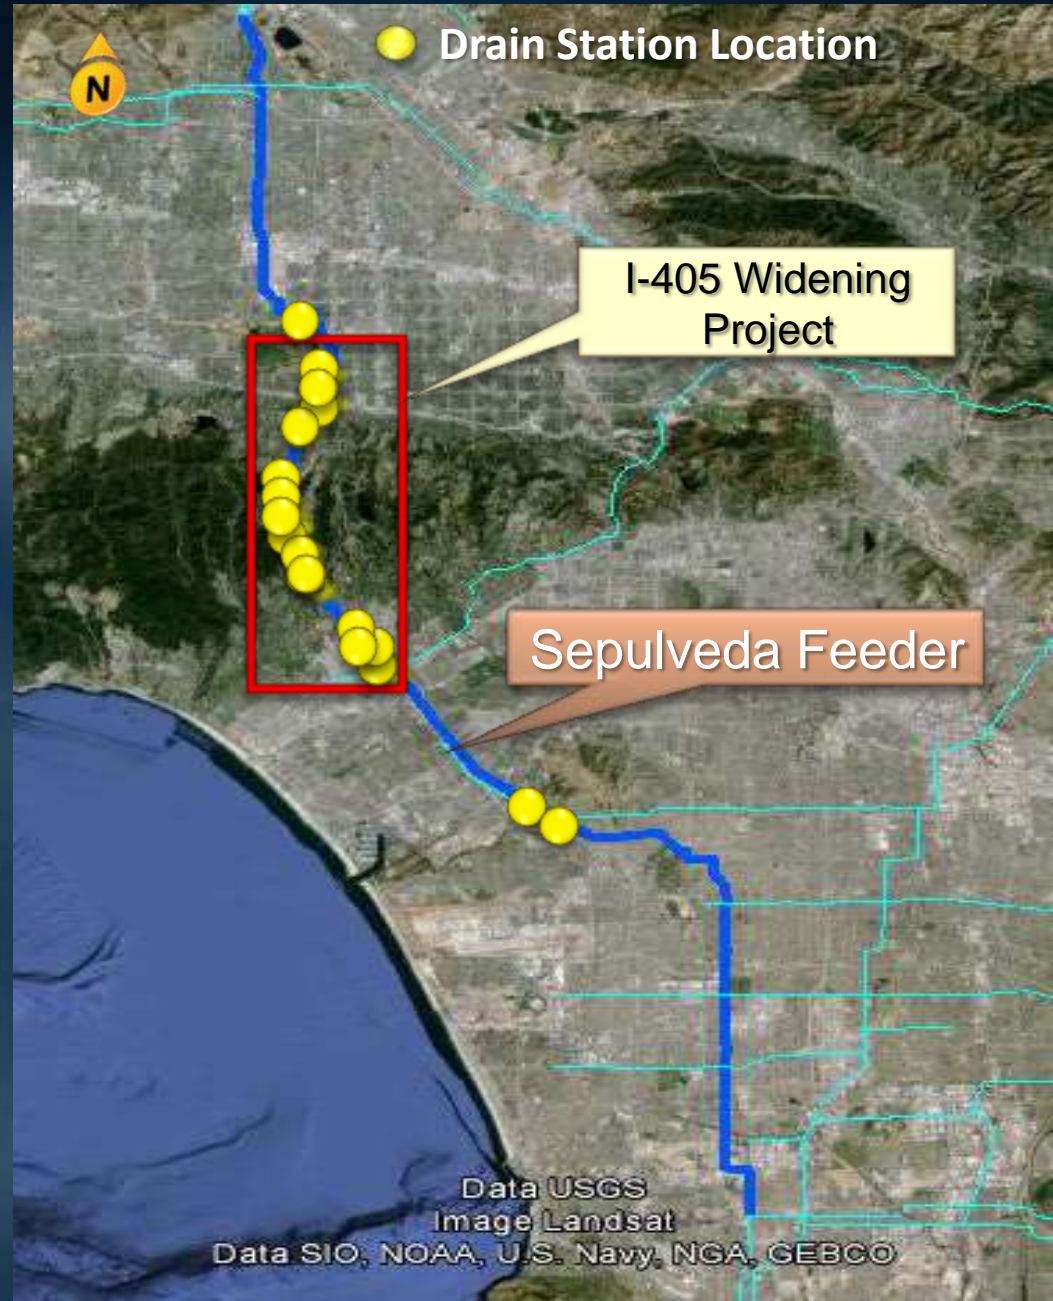 N
Drain Station Location
I-405 Widening
Project
Sepulveda Feeder
Data USGS
Image Landsat
Data SIO, NOAA, U.S. Navy, NGA, GEBCO